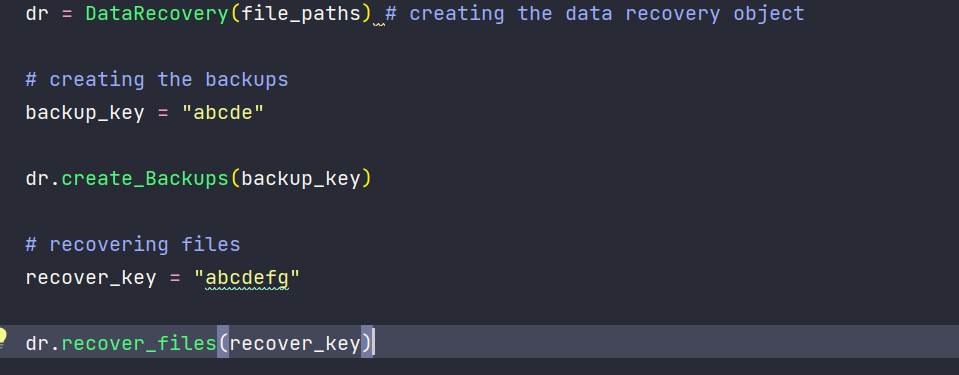 dr = DataRecovery(file_paths) # creating the data recovery object
# creating the backups
backup_key = "abcde"
dr.create_Backups(backup_key)
# recovering files
recover_key = "abcdefg"
dr.recover_files(recover_key)